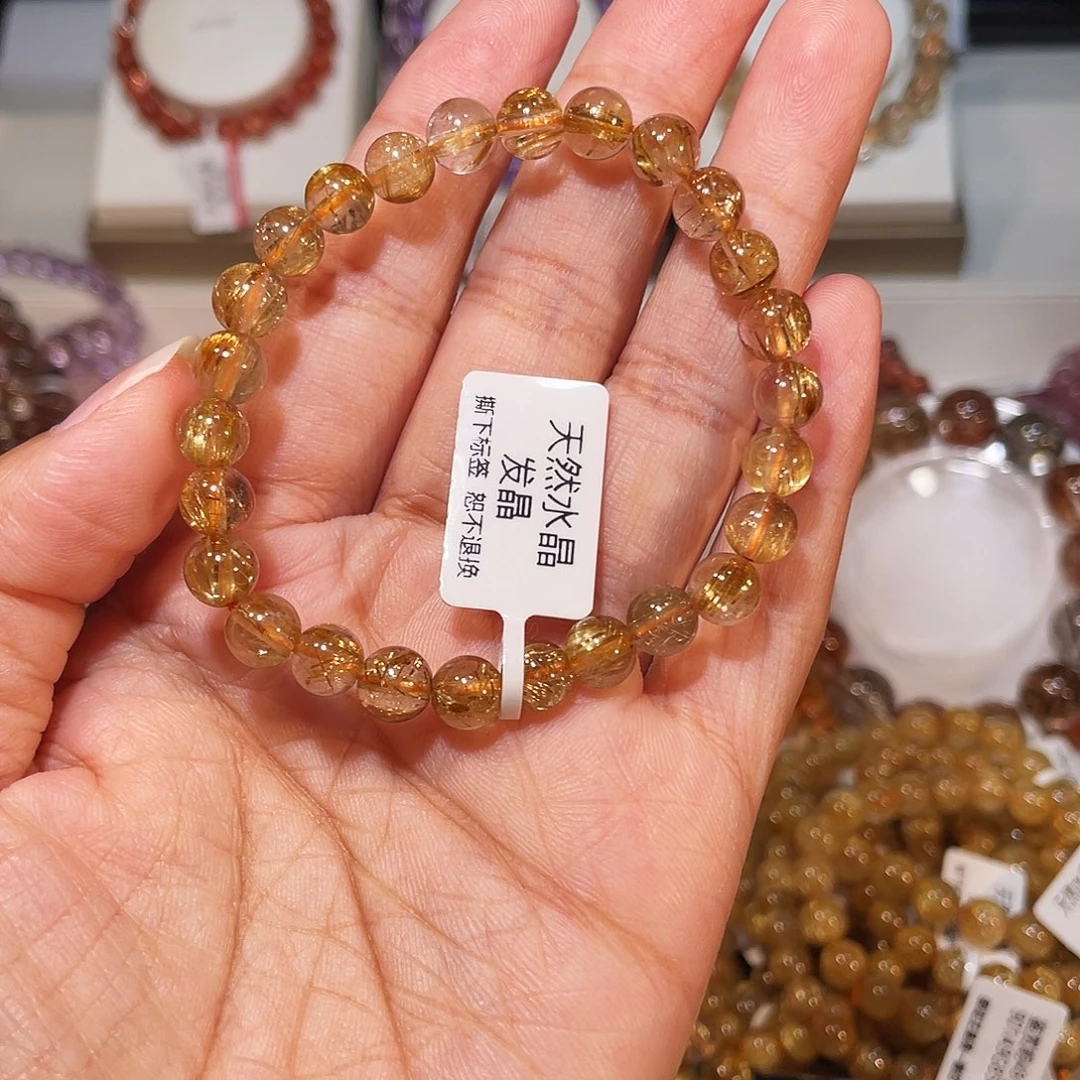 天然水晶
发晶
撕下标签 恕不退换